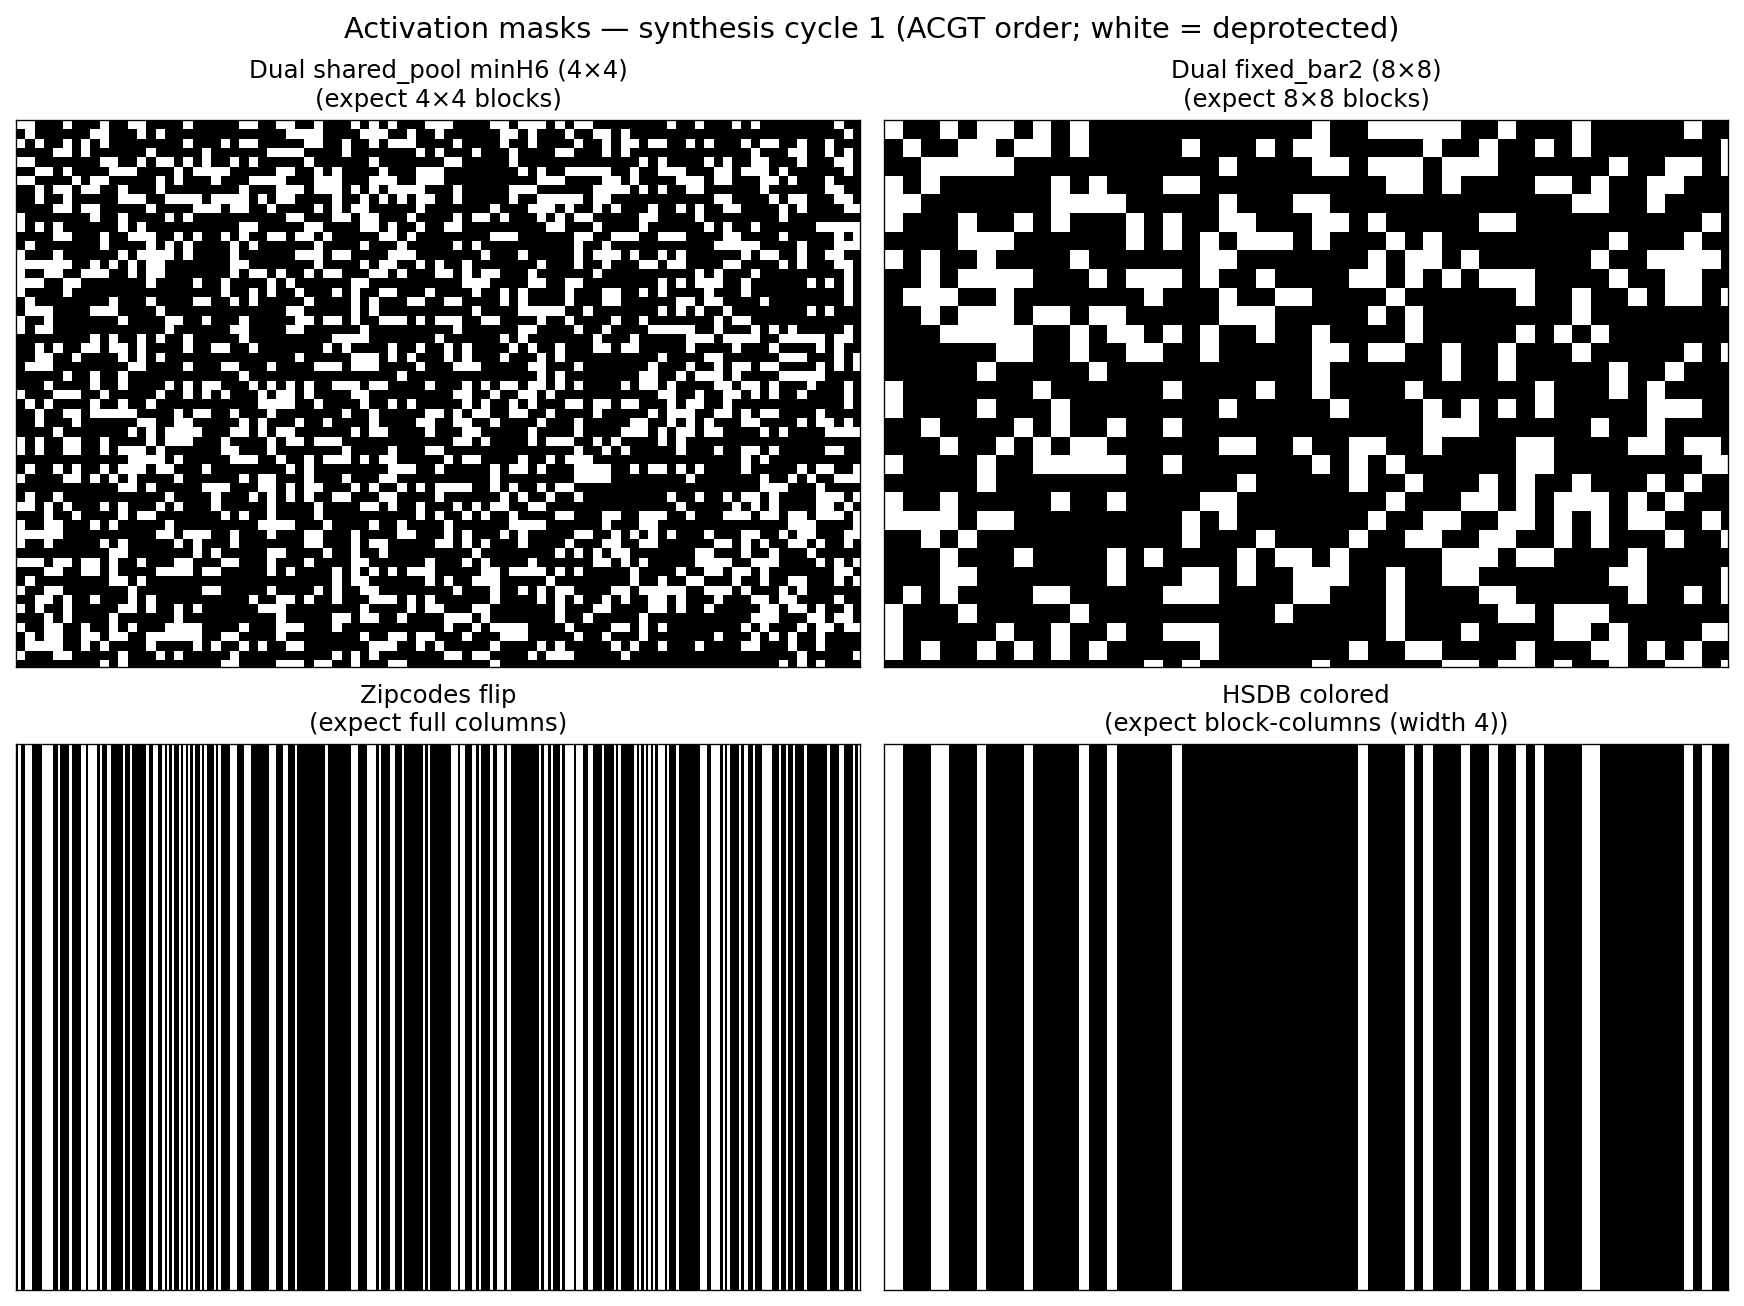 Activation masks — synthesis cycle 1 (ACGT order; white = deprotected)
Dual shared_pool minH6 (4×4)
(expect 4×4 blocks)
Dual fixed_bar2 (8×8)
(expect 8×8 blocks)
Zipcodes flip
(expect full columns)
HSDB colored
(expect block-columns (width 4))